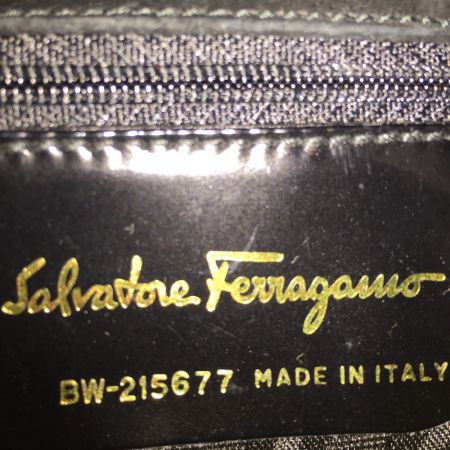 Salvatore Ferragamo
BW-215677 MADE IN ITALY